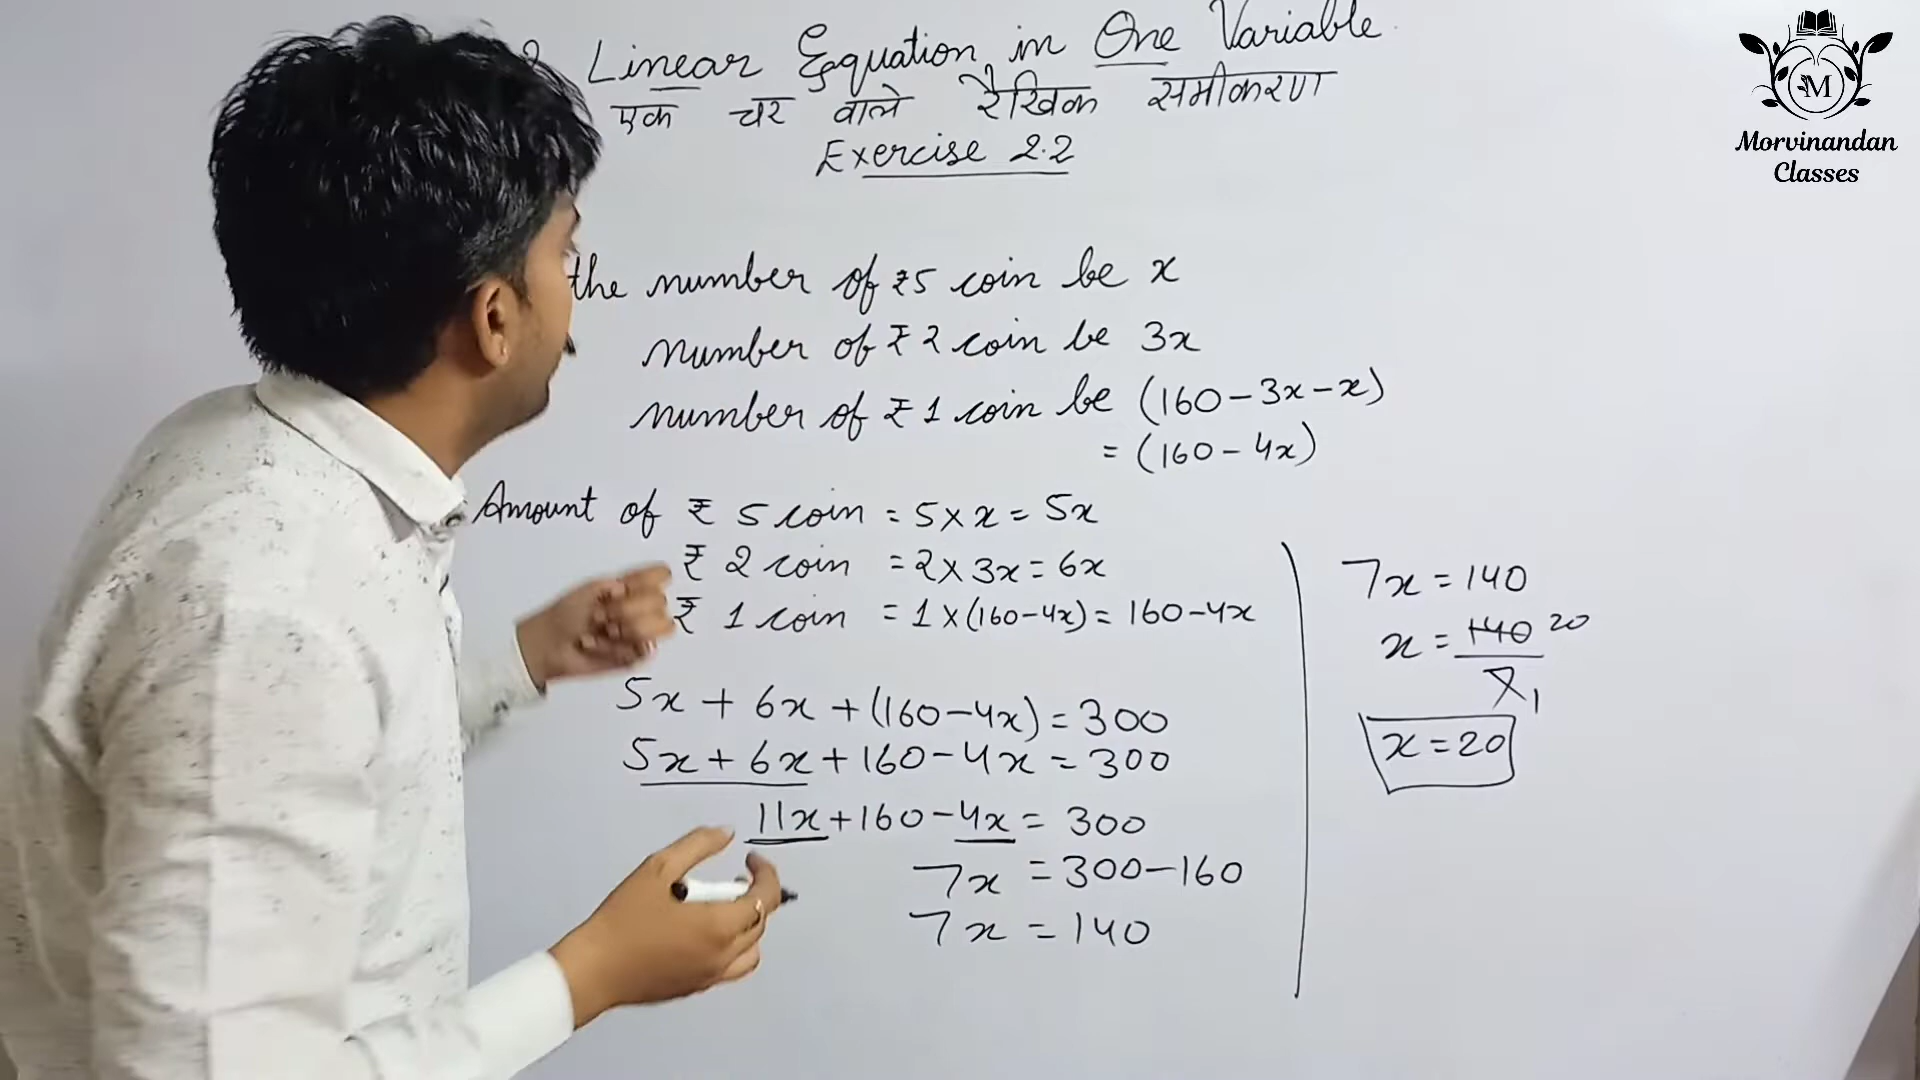 Linear Equation in One Variable
एक चर वाले रैखिक समीकरण
Exercise 2.2
the number of ₹5 coin be x
number of ₹2 coin be 3x
number of ₹1 coin be (160-3x-x)
= (160-4x)
Amount of ₹ 5 coin = 5×x = 5x
₹ 2 coin = 2×3x = 6x
₹ 1 coin = 1×(160-4x) = 160-4x
5x + 6x + (160-4x) = 300
5x + 6x + 160 - 4x = 300
11x + 160 - 4x = 300
7x = 300-160
7x = 140
7x = 140
x = 140 20
7 1
x = 20
M
Morvinandan
Classes